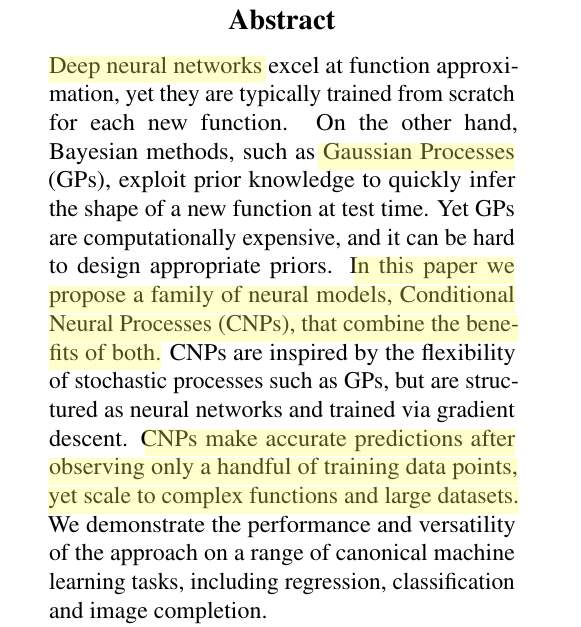 Abstract
Deep neural networks excel at function approxi-
mation, yet they are typically trained from scratch
for each new function. On the other hand,
Bayesian methods, such as Gaussian Processes
(GPs), exploit prior knowledge to quickly infer
the shape of a new function at test time. Yet GPs
are computationally expensive, and it can be hard
to design appropriate priors. In this paper we
propose a family of neural models, Conditional
Neural Processes (CNPs), that combine the bene-
fits of both. CNPs are inspired by the flexibility
of stochastic processes such as GPs, but are struc-
tured as neural networks and trained via gradient
descent. CNPs make accurate predictions after
observing only a handful of training data points,
yet scale to complex functions and large datasets.
We demonstrate the performance and versatility
of the approach on a range of canonical machine
learning tasks, including regression, classification
and image completion.